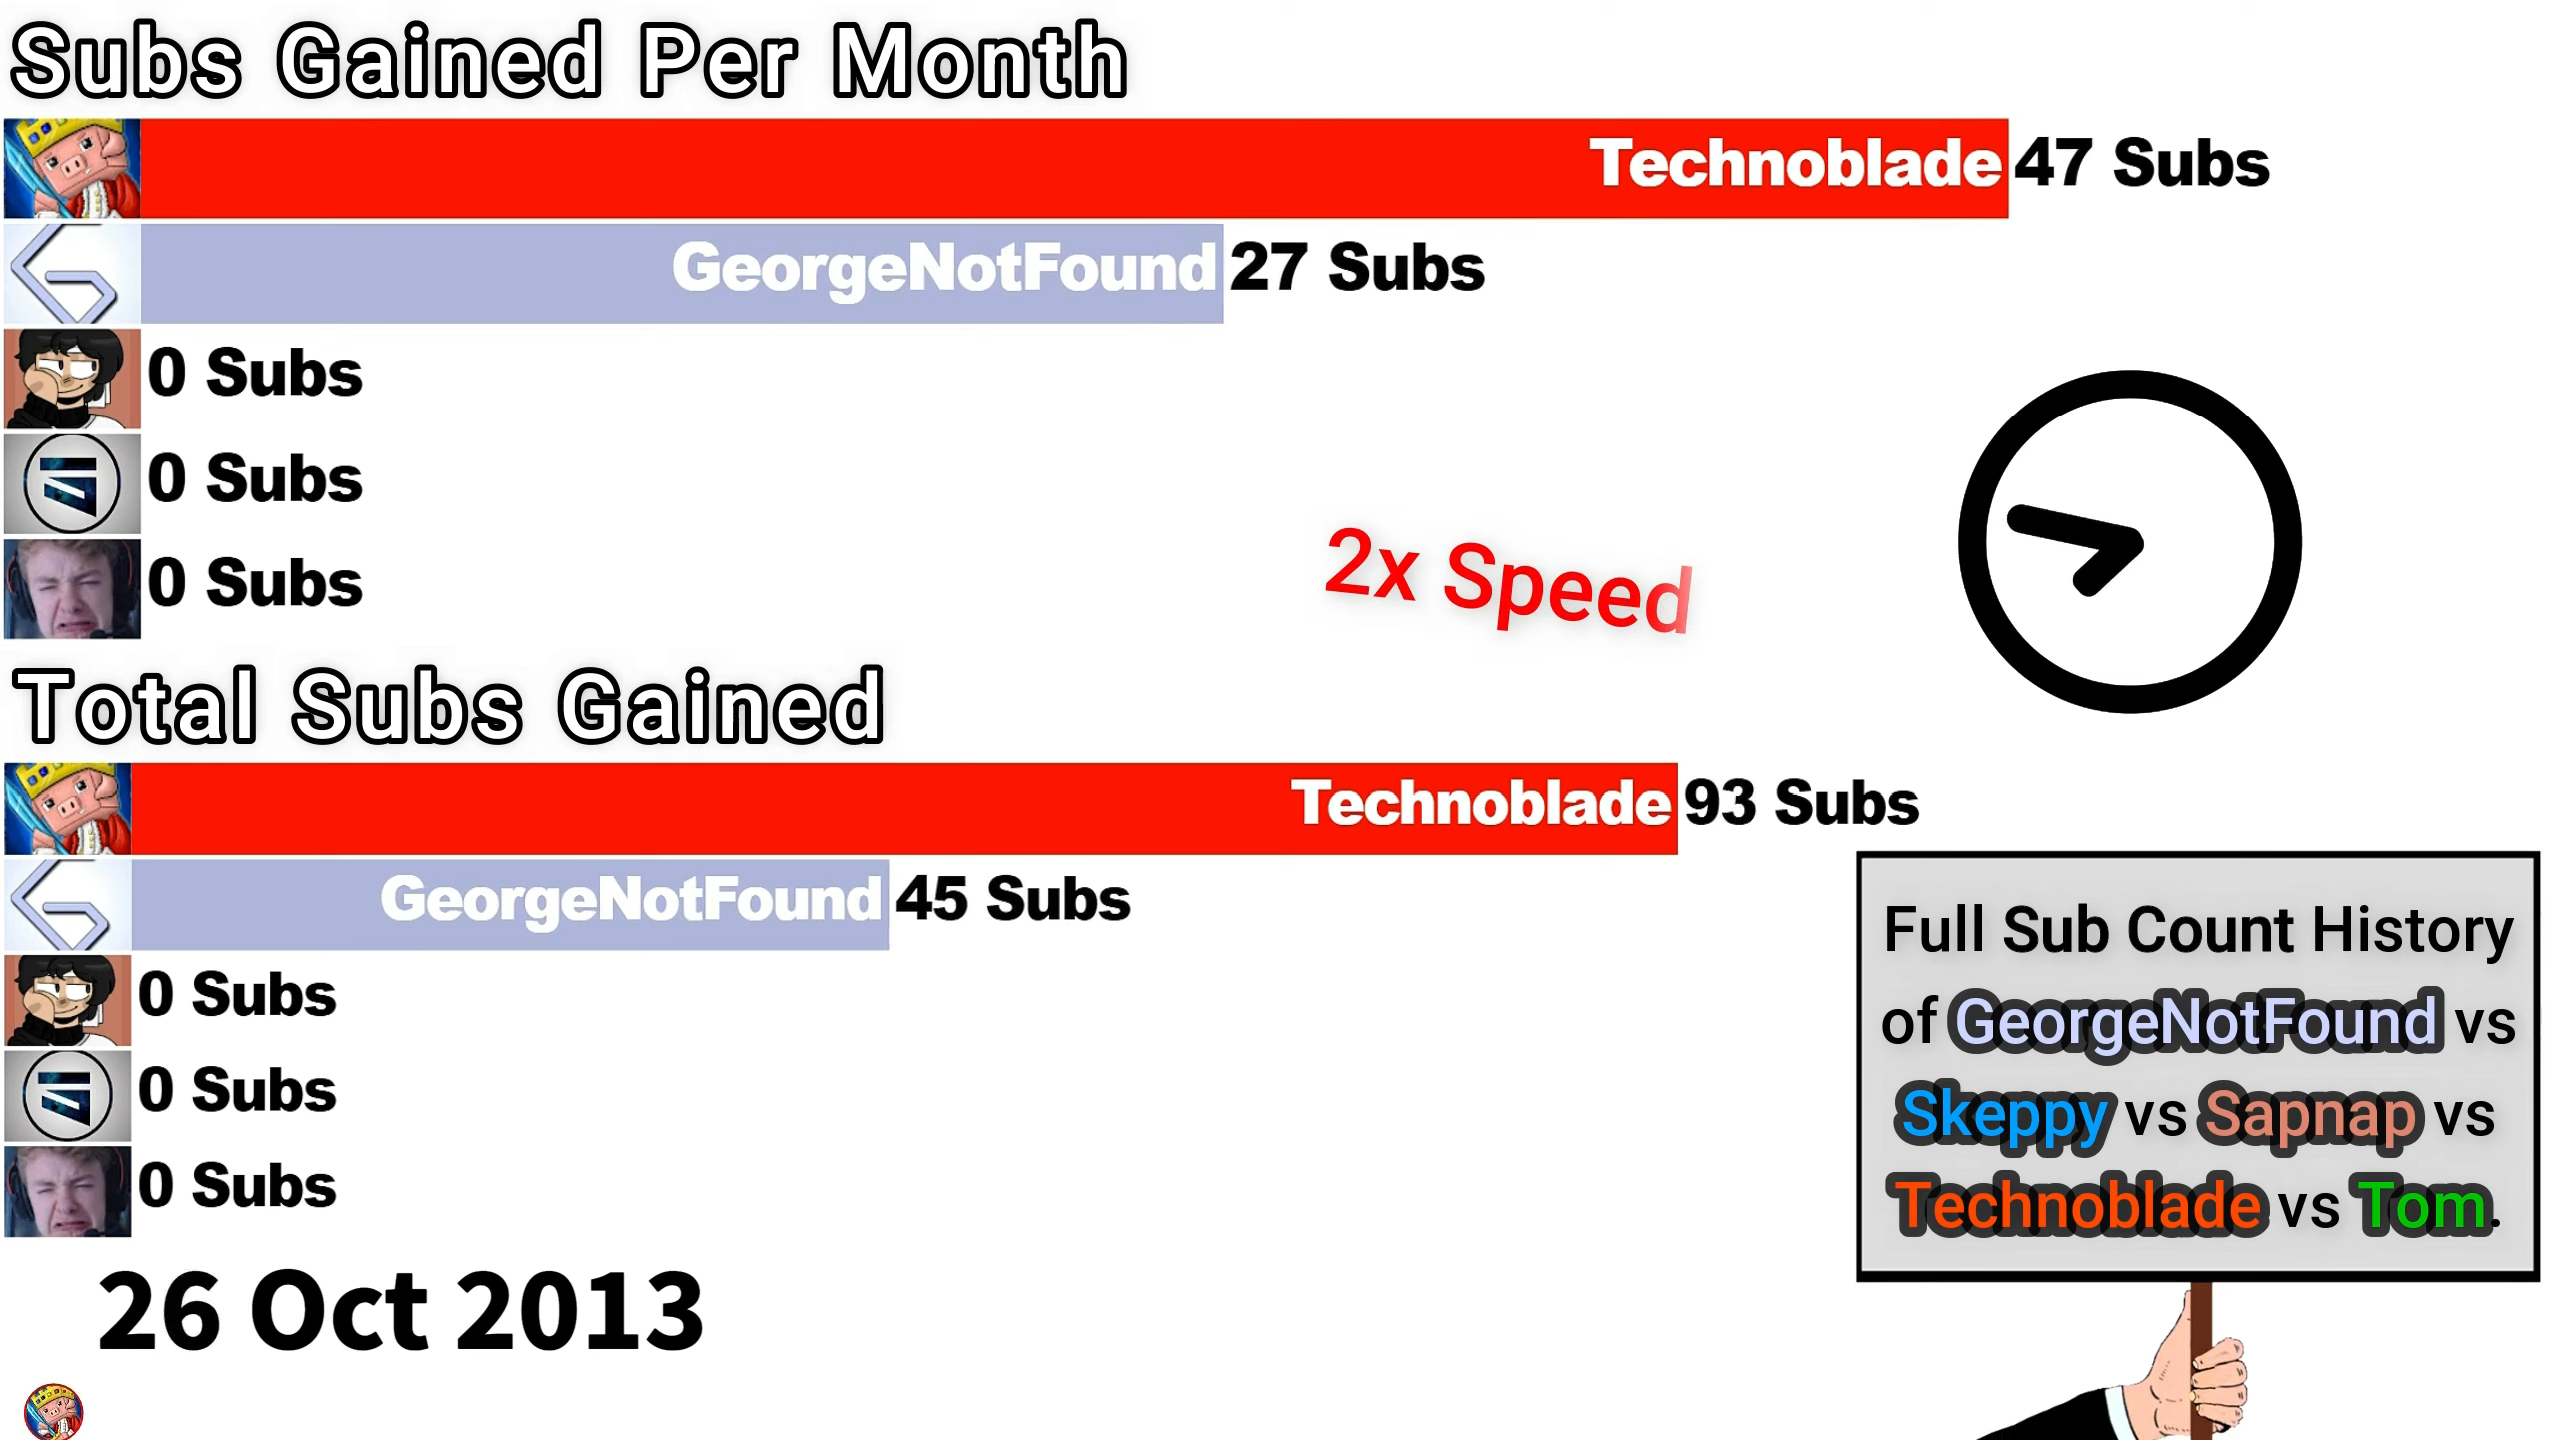 Subs Gained Per Month
Technoblade 47 Subs
GeorgeNotFound 27 Subs
0 Subs
0 Subs
0 Subs
2x Speed
Total Subs Gained
Technoblade 93 Subs
GeorgeNotFound 45 Subs
0 Subs
0 Subs
0 Subs
Full Sub Count History
of GeorgeNotFound vs
Skeppy vs Sapnap vs
Technoblade vs Tom.
26 Oct 2013